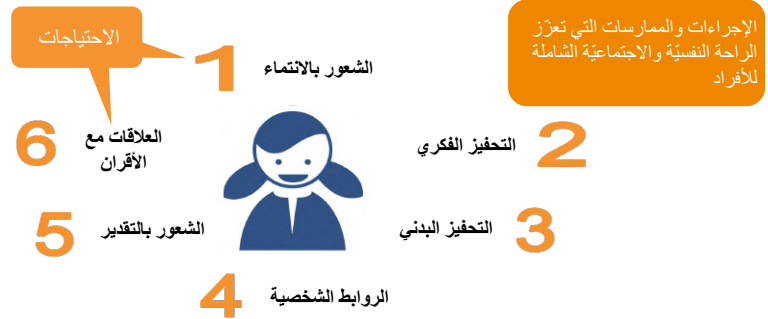 الإجراءات والممارسات التي تعزّز
الراحة النفسيّة والاجتماعيّة الشاملة
للأفراد
الاحتياجات
1
الشعور بالانتماء
2
التحفيز الفكري
3
التحفيز البدني
4
الروابط الشخصية
5
الشعور بالتقدير
6
العلاقات مع
الأقران